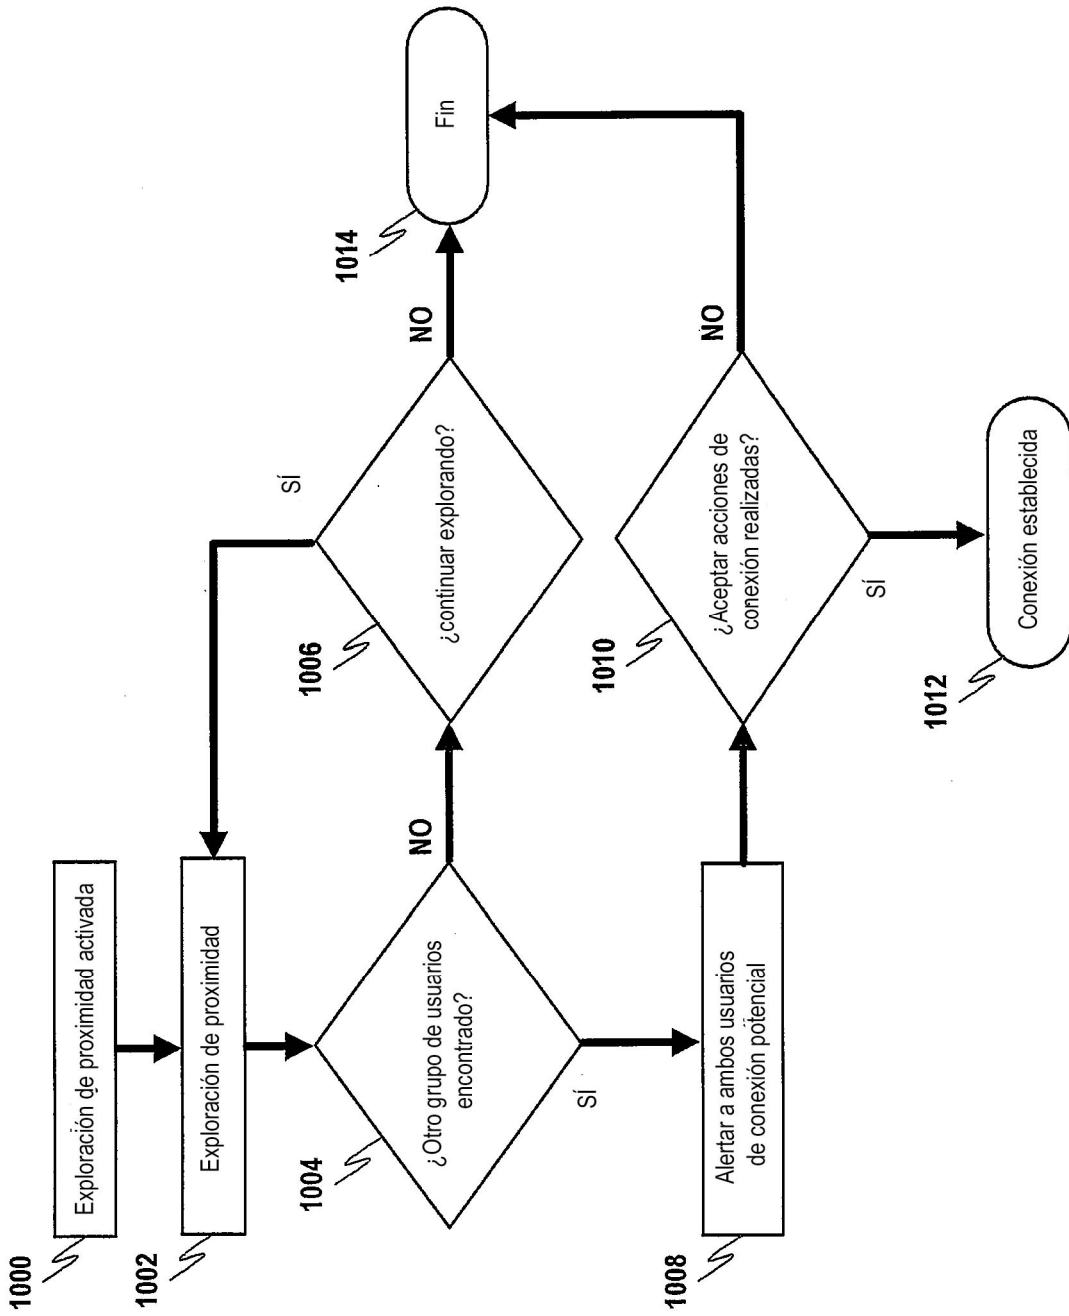 Exploración de proximidad activada
1000
Exploración de proximidad
1002
¿Otro grupo de usuarios
encontrado?
1004
NO
SÍ
¿continuar explorando?
1006
SÍ
NO
Fin
1014
Alertar a ambos usuarios
de conexión potencial
1008
¿Aceptar acciones de
conexión realizadas?
1010
NO
SÍ
Conexión establecida
1012